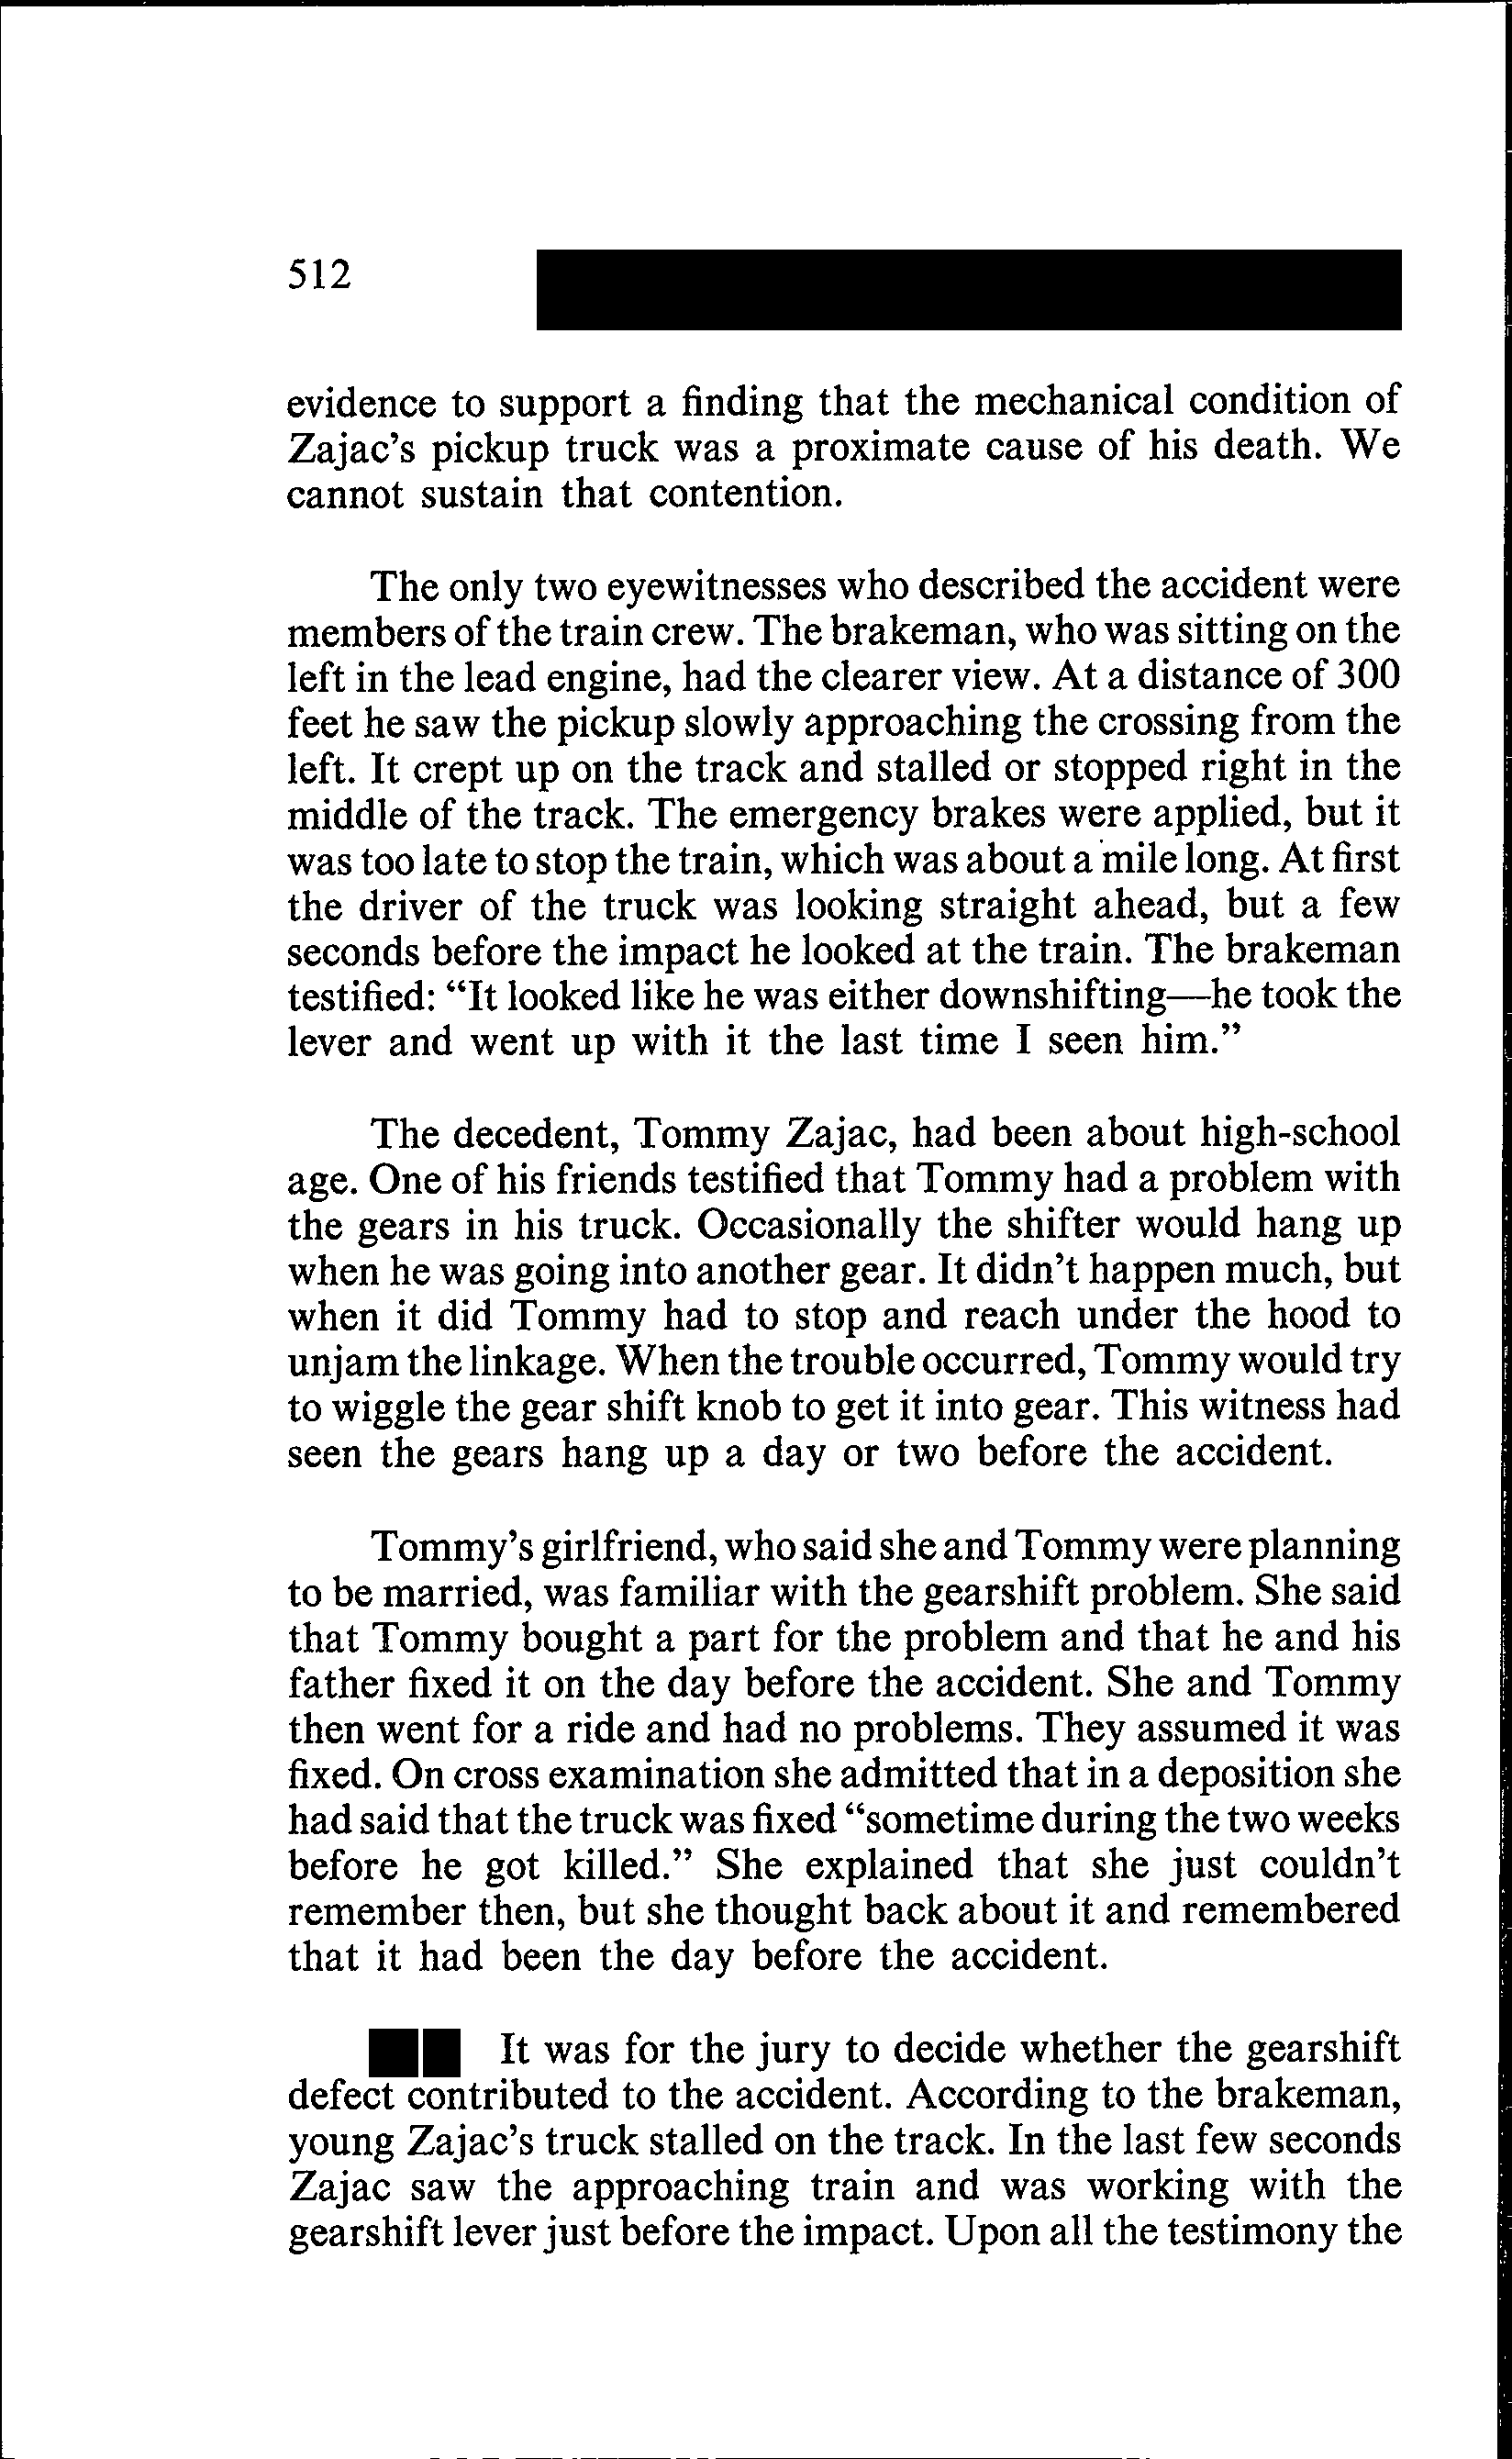 512
evidence to support a finding that the mechanical condition of
Zajac's pickup truck was a proximate cause of his death. We
cannot sustain that contention.
The only two eyewitnesses who described the accident were
members of the train crew. The brakeman, who was sitting on the
left in the lead engine, had the clearer view. At a distance of 300
feet he saw the pickup slowly approaching the crossing from the
left. It crept up on the track and stalled or stopped right in the
middle of the track. The emergency brakes were applied, but it
was too late to stop the train, which was about a mile long. At first
the driver of the truck was looking straight ahead, but a few
seconds before the impact he looked at the train. The brakeman
testified: “It looked like he was either downshifting—he took the
lever and went up with it the last time I seen him.”
The decedent, Tommy Zajac, had been about high-school
age. One of his friends testified that Tommy had a problem with
the gears in his truck. Occasionally the shifter would hang up
when he was going into another gear. It didn't happen much, but
when it did Tommy had to stop and reach under the hood to
unjam the linkage. When the trouble occurred, Tommy would try
to wiggle the gear shift knob to get it into gear. This witness had
seen the gears hang up a day or two before the accident.
Tommy's girlfriend, who said she and Tommy were planning
to be married, was familiar with the gearshift problem. She said
that Tommy bought a part for the problem and that he and his
father fixed it on the day before the accident. She and Tommy
then went for a ride and had no problems. They assumed it was
fixed. On cross examination she admitted that in a deposition she
had said that the truck was fixed “sometime during the two weeks
before he got killed.” She explained that she just couldn't
remember then, but she thought back about it and remembered
that it had been the day before the accident.
It was for the jury to decide whether the gearshift
defect contributed to the accident. According to the brakeman,
young Zajac's truck stalled on the track. In the last few seconds
Zajac saw the approaching train and was working with the
gearshift lever just before the impact. Upon all the testimony the